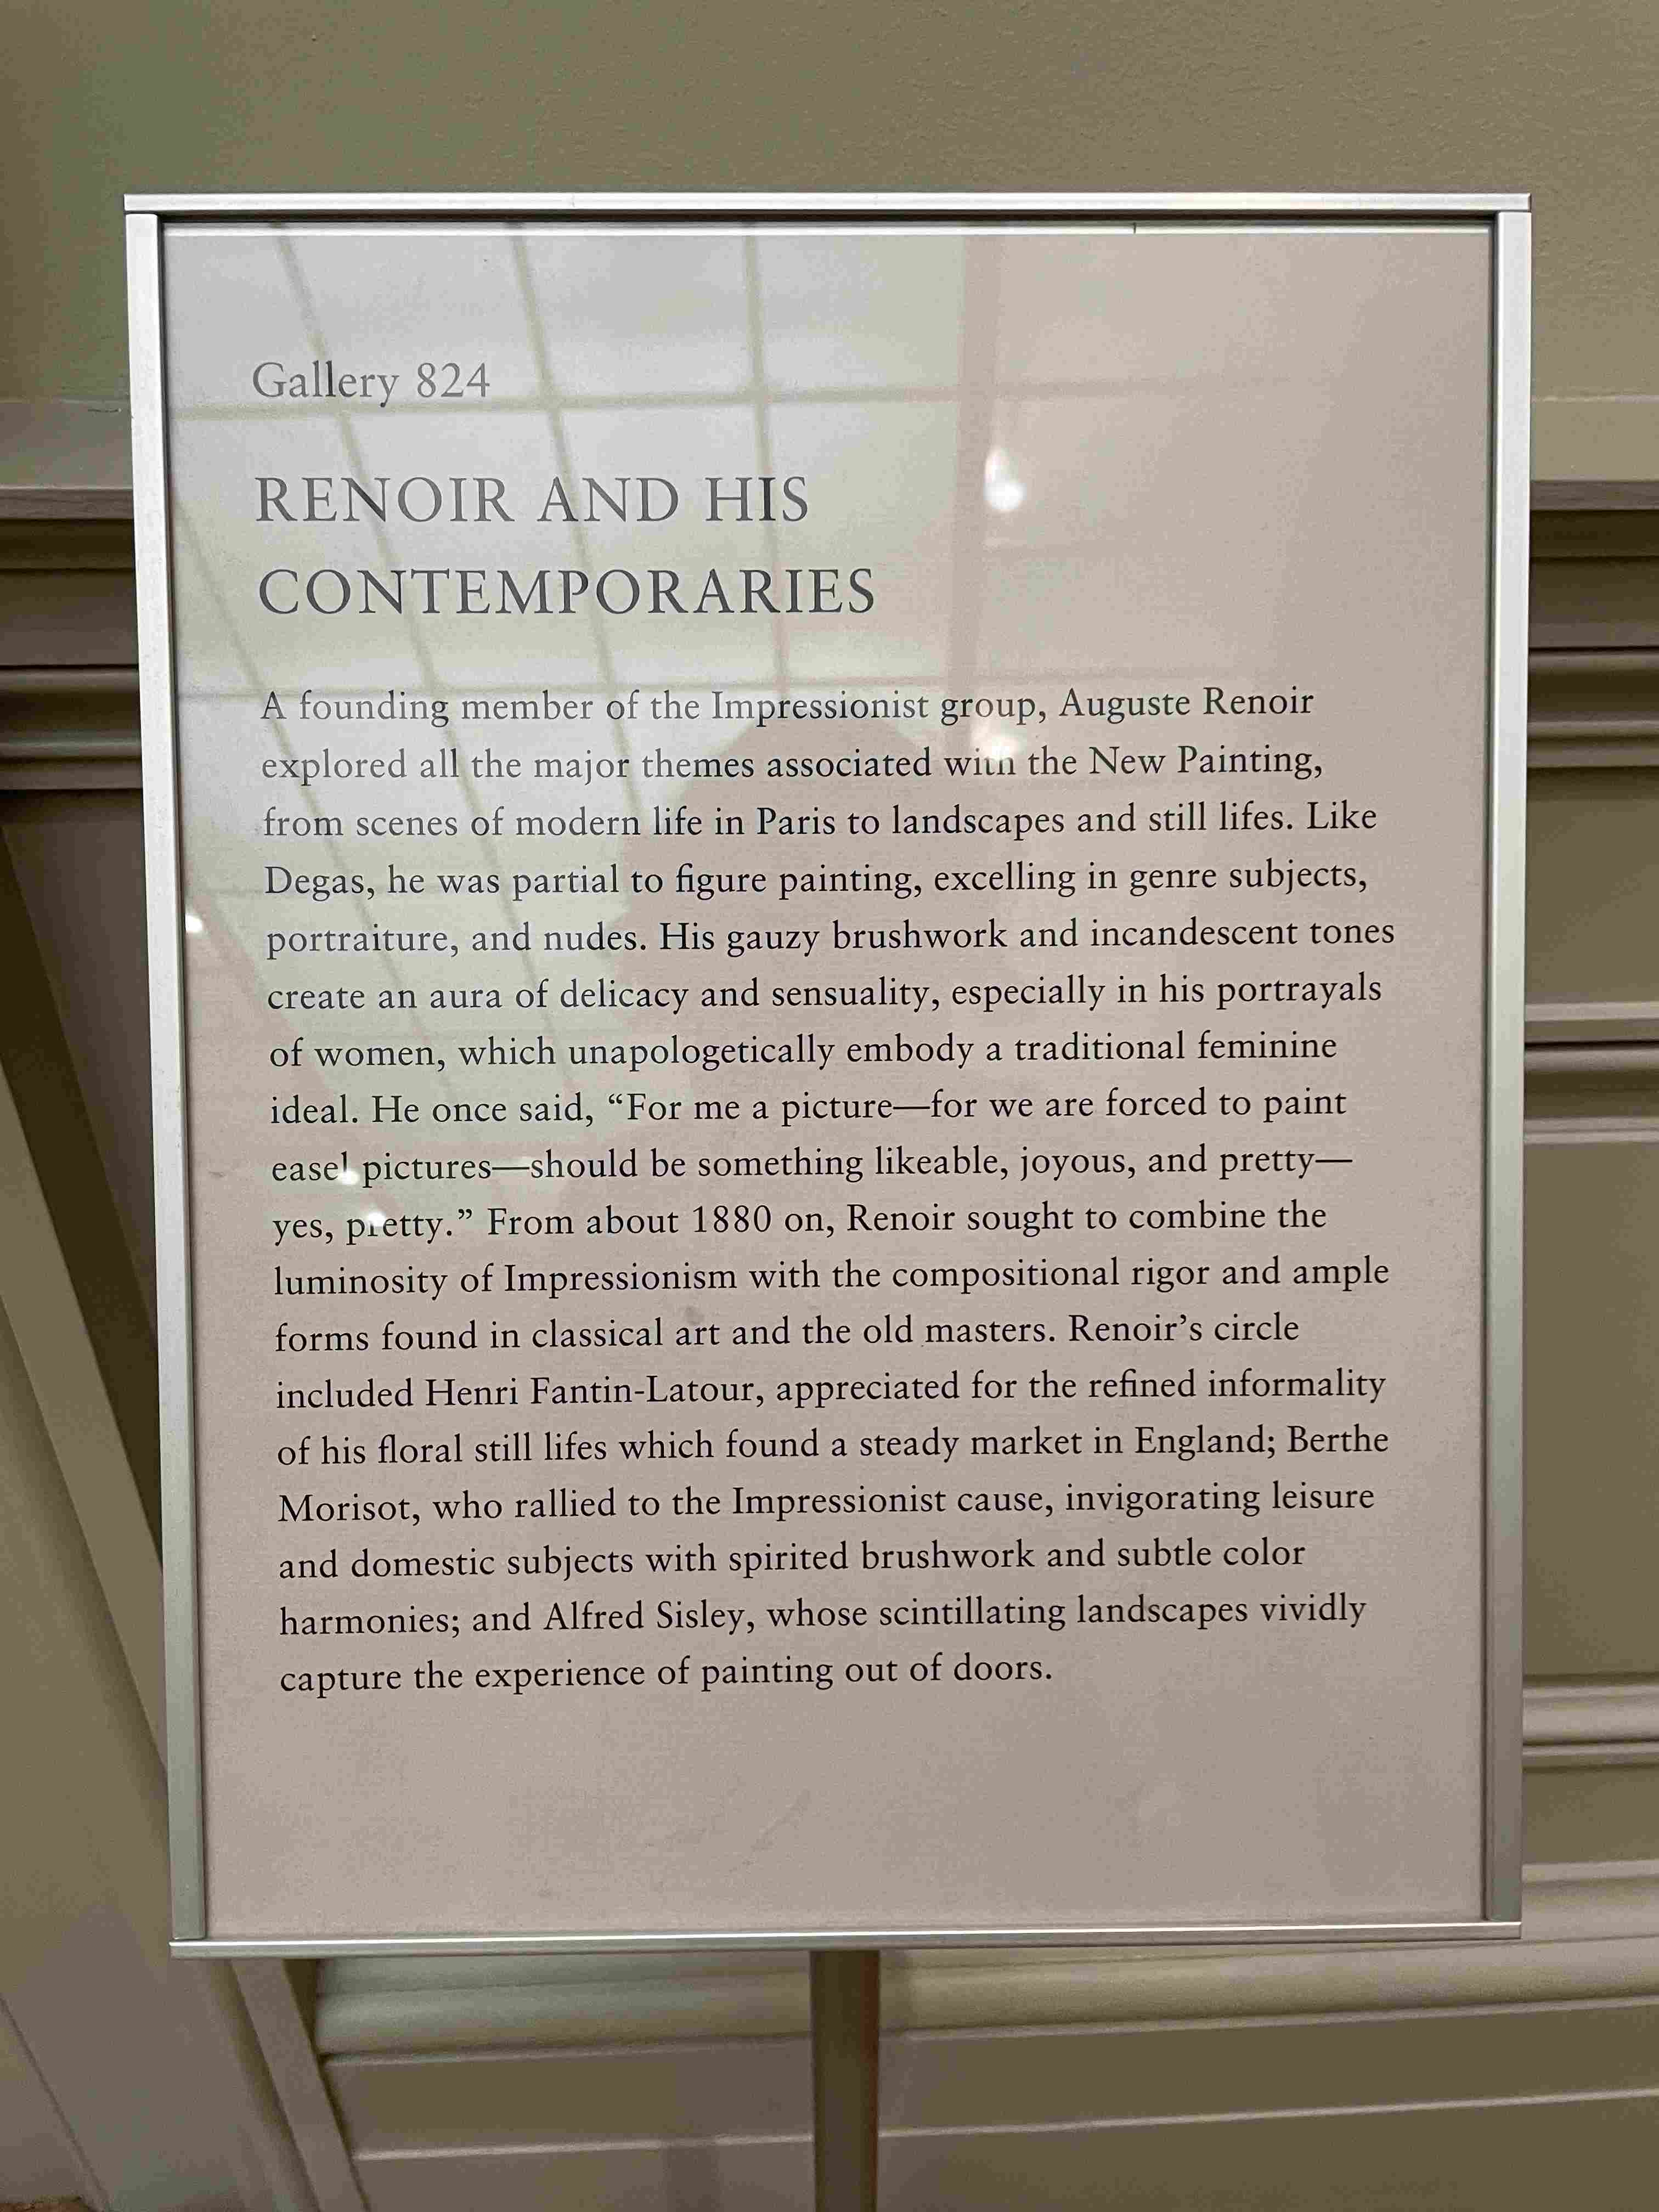 Gallery 824
RENOIR AND HIS
CONTEMPORARIES
A founding member of the Impressionist group, Auguste Renoir
explored all the major themes associated with the New Painting,
from scenes of modern life in Paris to landscapes and still lifes. Like
Degas, he was partial to figure painting, excelling in genre subjects,
portraiture, and nudes. His gauzy brushwork and incandescent tones
create an aura of delicacy and sensuality, especially in his portrayals
of women, which unapologetically embody a traditional feminine
ideal. He once said, “For me a picture—for we are forced to paint
easel pictures—should be something likeable, joyous, and pretty—
yes, pretty.” From about 1880 on, Renoir sought to combine the
luminosity of Impressionism with the compositional rigor and ample
forms found in classical art and the old masters. Renoir’s circle
included Henri Fantin-Latour, appreciated for the refined informality
of his floral still lifes which found a steady market in England; Berthe
Morisot, who rallied to the Impressionist cause, invigorating leisure
and domestic subjects with spirited brushwork and subtle color
harmonies; and Alfred Sisley, whose scintillating landscapes vividly
capture the experience of painting out of doors.